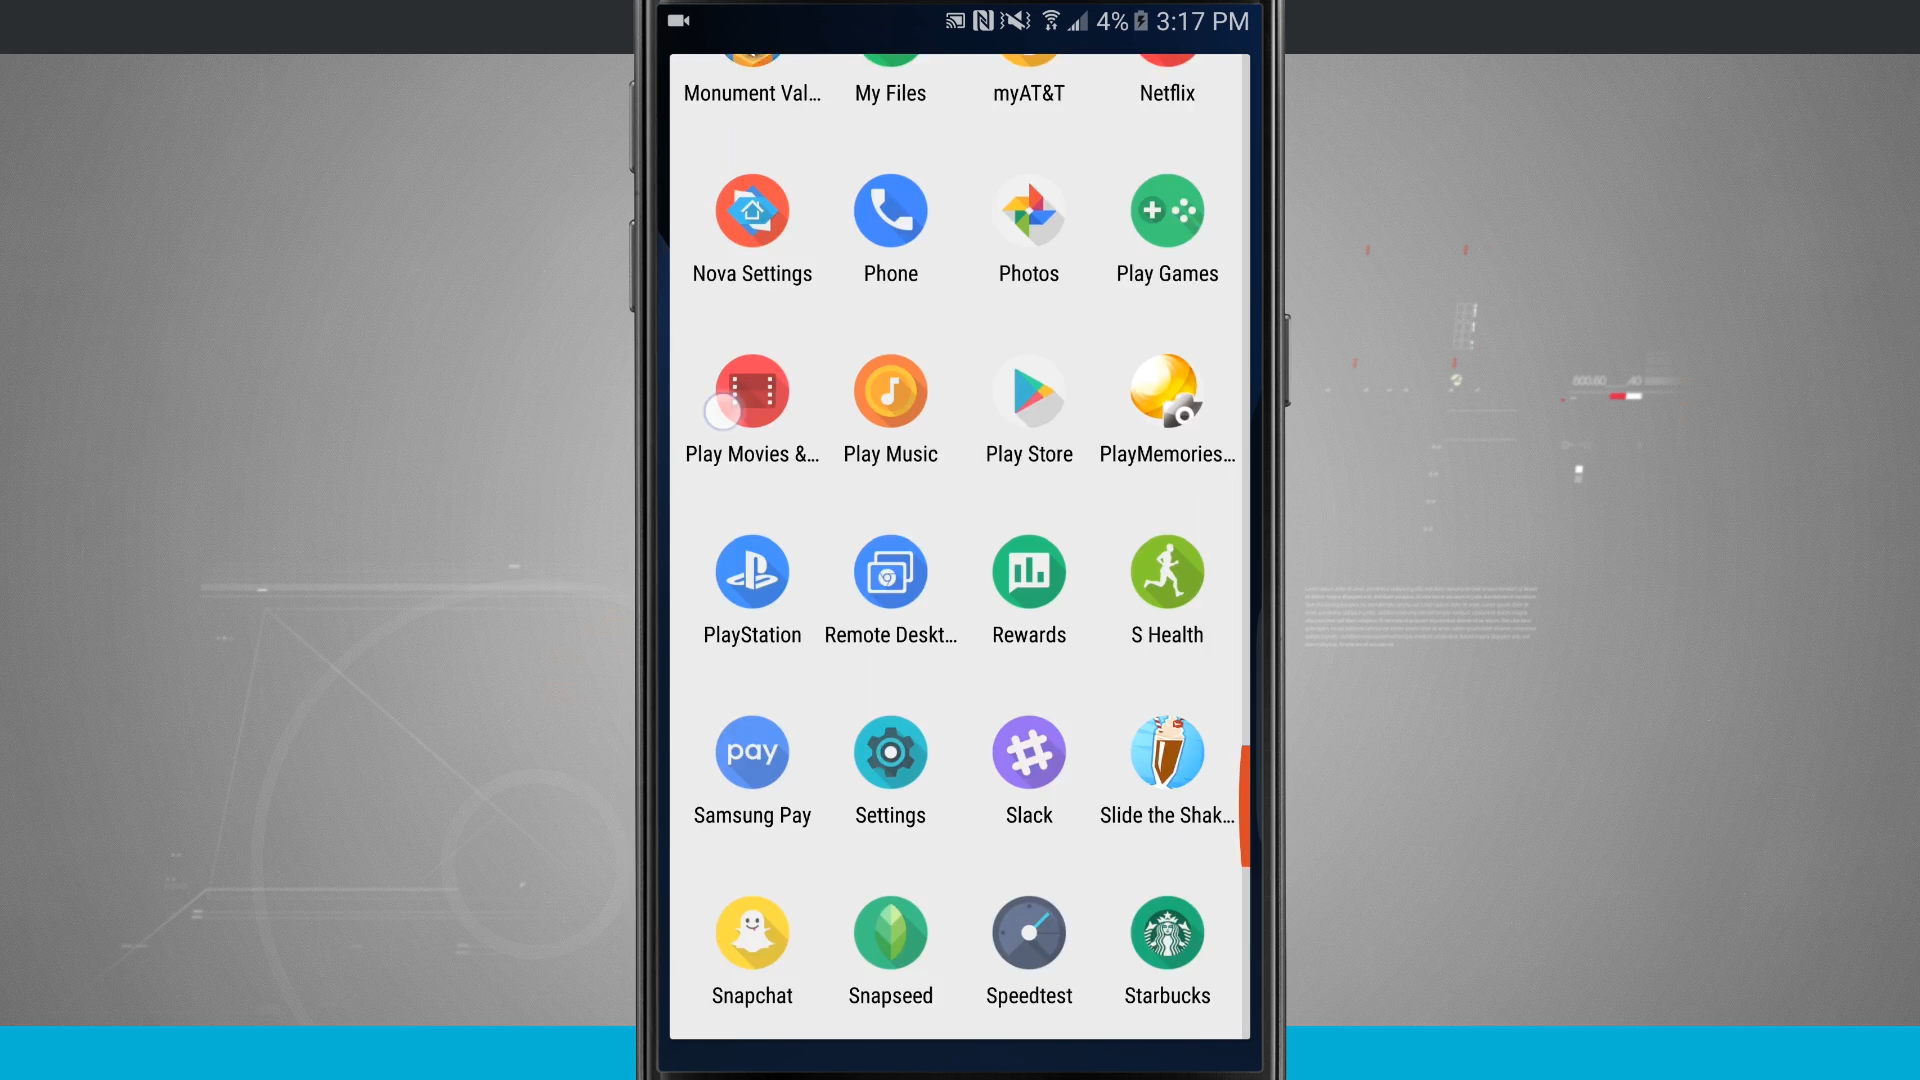 4% 3:17 PM
Monument Val... My Files myAT&T Netflix
Nova Settings Phone Photos Play Games
Play Movies &... Play Music Play Store PlayMemories...
PlayStation Remote Deskt... Rewards S Health
pay
Samsung Pay Settings Slack Slide the Shak...
Snapchat Snapseed Speedtest Starbucks